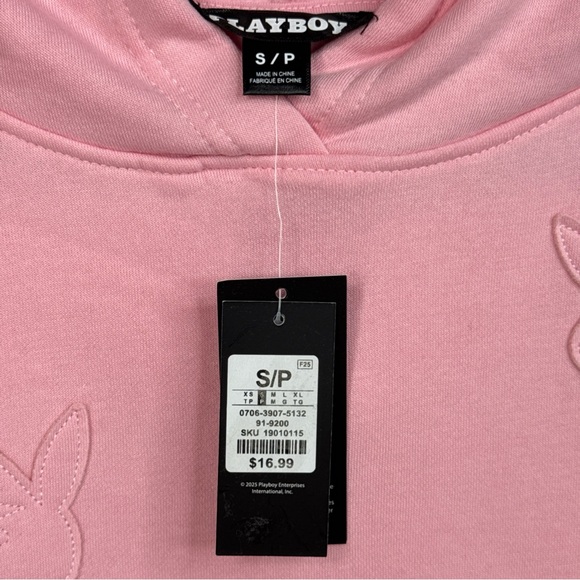 PLAYBOY
S / P
MADE IN CHINE
FABRIQUÉ EN CHINE
F25
S/P
XS S M L XL
TP P M G TG
0706-3907-5132
91-9200
SKU 19010115
$16.99
© 2025 Playboy Enterprises
International, Inc.